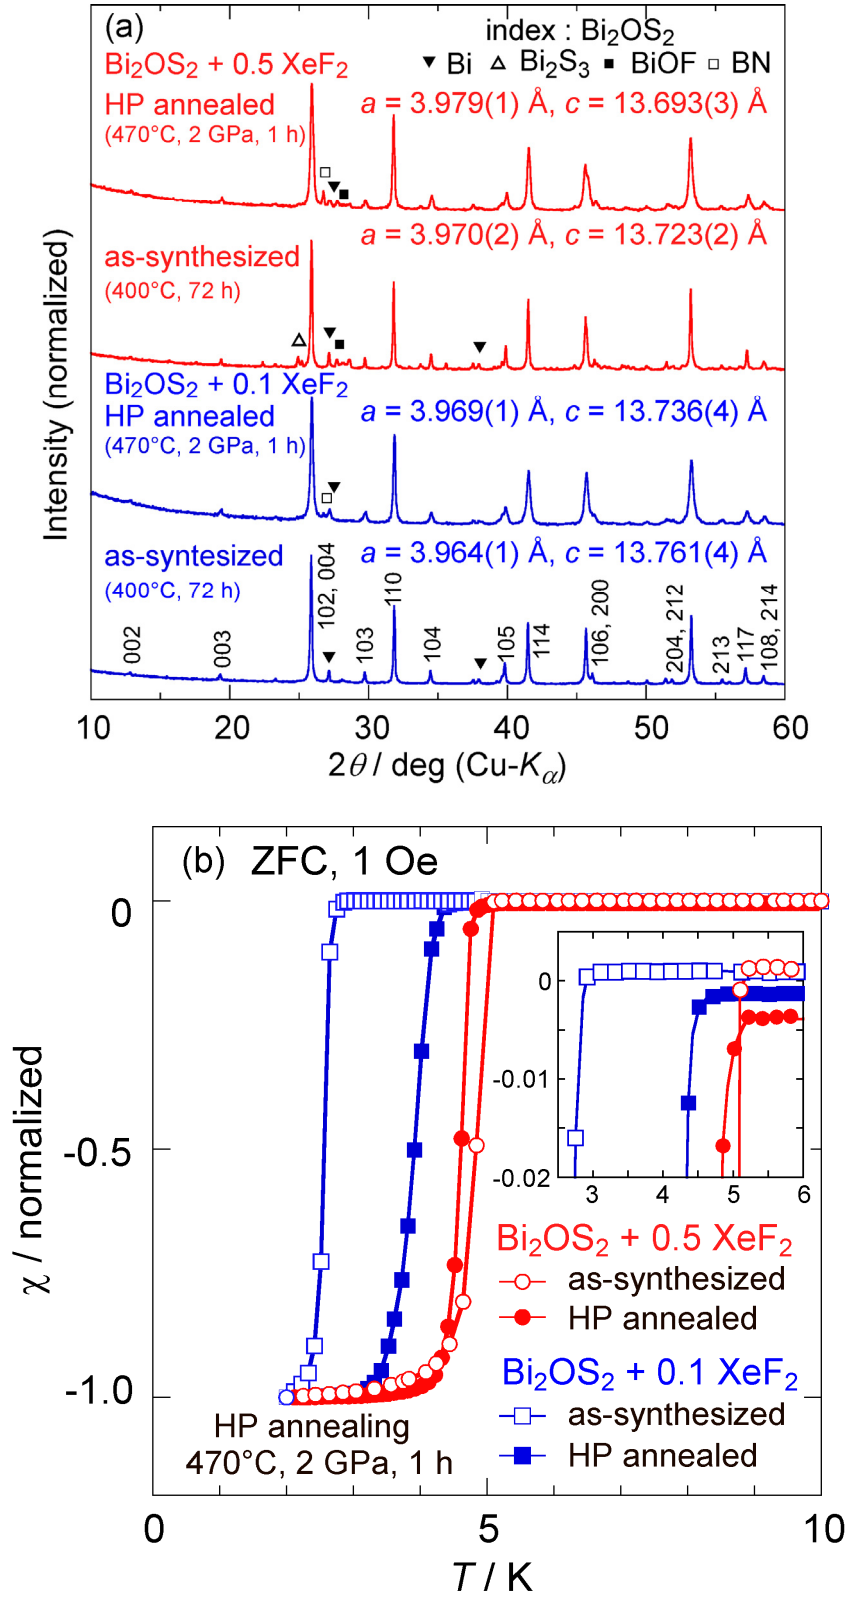 (a)
index : Bi2OS2
▼ Bi △ Bi2S3 ■ BiOF □ BN
Bi2OS2 + 0.5 XeF2
HP annealed
(470°C, 2 GPa, 1 h)
a = 3.979(1) Å, c = 13.693(3) Å
as-synthesized
(400°C, 72 h)
a = 3.970(2) Å, c = 13.723(2) Å
Bi2OS2 + 0.1 XeF2
HP annealed
(470°C, 2 GPa, 1 h)
a = 3.969(1) Å, c = 13.736(4) Å
as-syntesized
(400°C, 72 h)
a = 3.964(1) Å, c = 13.761(4) Å
002
003
102, 004
103
110
104
105
114
106, 200
204, 212
213
117
108, 214
Intensity (normalized)
10 20 30 40 50 60
2θ / deg (Cu-Kα)
(b) ZFC, 1 Oe
0
-0.5
-1.0
χ / normalized
0
-0.01
-0.02
3 4 5 6
Bi2OS2 + 0.5 XeF2
as-synthesized
HP annealed
Bi2OS2 + 0.1 XeF2
as-synthesized
HP annealed
HP annealing
470°C, 2 GPa, 1 h
0 5 10
T / K